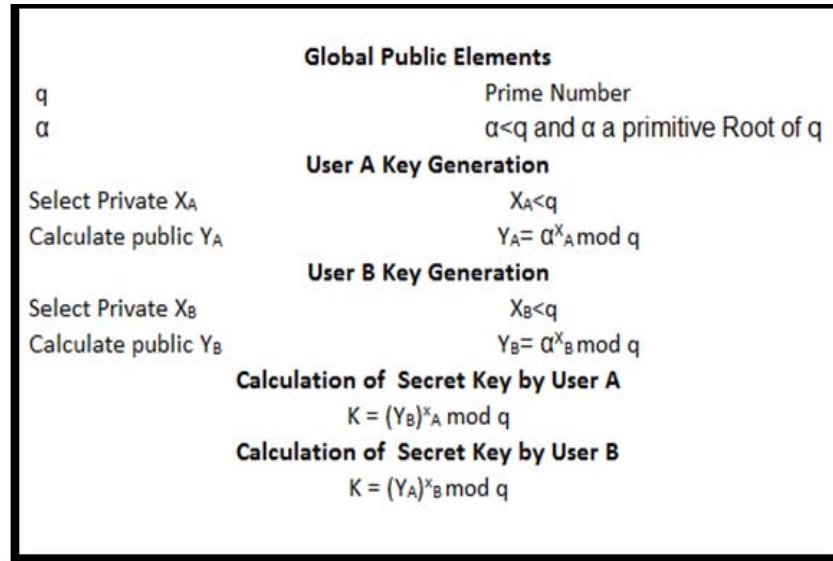 Global Public Elements
q Prime Number
α α<q and α a primitive Root of q
User A Key Generation
Select Private XA XA<q
Calculate public YA YA= αXA mod q
User B Key Generation
Select Private XB XB<q
Calculate public YB YB= αXB mod q
Calculation of Secret Key by User A
K = (YB)xA mod q
Calculation of Secret Key by User B
K = (YA)xB mod q